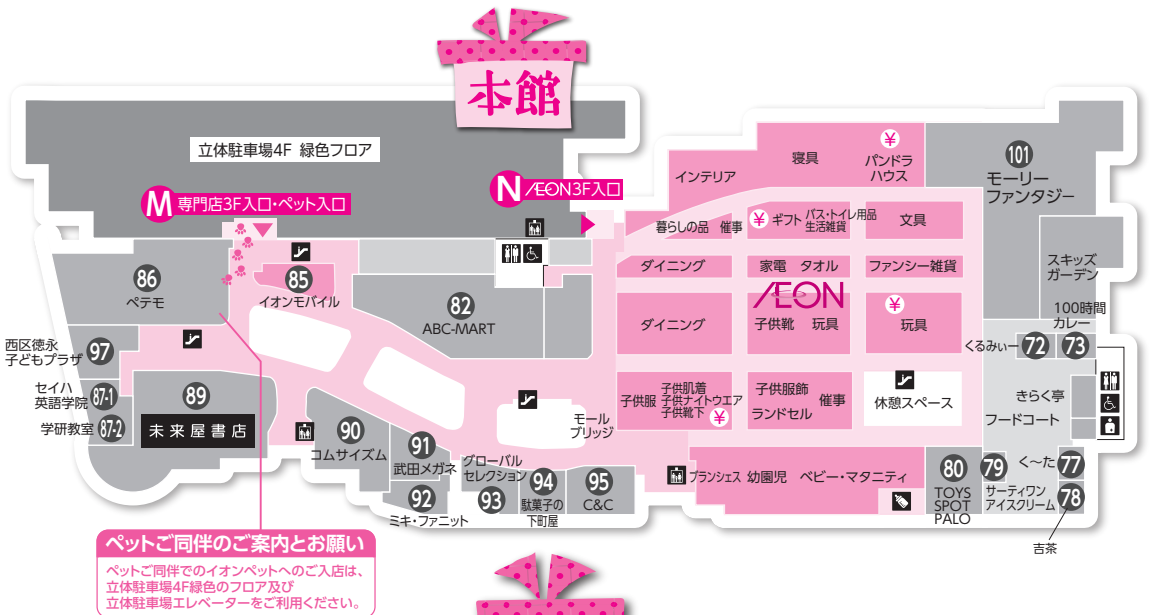 本館
立体駐車場4F 緑色フロア
M 専門店3F入口・ペット入口
N ÆON3F入口
インテリア
寝具
¥
パンドラ
ハウス
101
モーリー
ファンタジー
暮らしの品 催事
¥ ギフト バス・トイレ用品
生活雑貨
文具
86
ペテモ
85
イオンモバイル
82
ABC-MART
ダイニング
家電 タオル
ファンシー雑貨
スキッズ
ガーデン
ÆON
ダイニング
子供靴 玩具
¥
玩具
100時間
カレー
くるみぃー 72
73
西区徳永
子どもプラザ
97
セイハ
英語学院
87-1
学研教室 87-2
89
未来屋書店
90
コムサイズム
91
武田メガネ
92
ミキ・ファニット
グローバル
セレクション
93
94
駄菓子の
下町屋
95
C&C
モール
ブリッジ
子供服
子供肌着
子供ナイトウエア
子供靴下 ¥
子供服飾
ランドセル
催事
休憩スペース
きらく亭
フードコート
ブランシェス 幼園児 ベビー・マタニティ
80
TOYS
SPOT
PALO
79
サーティワン
アイスクリーム
く〜た 77
78
吉茶
ペットご同伴のご案内とお願い
ペットご同伴でのイオンペットへのご入店は、
立体駐車場4F緑色のフロア及び
立体駐車場エレベーターをご利用ください。